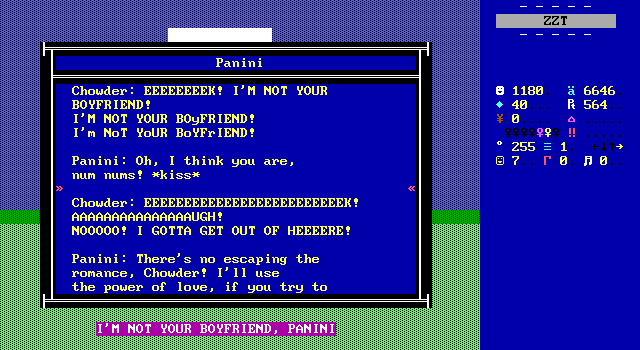 Panini
Chowder: EEEEEEEEK! I'M NOT YOUR
BOYFRIEND!
I'M NOT YOUR BOyFRIEND!
I'm NoT YoUR BoYFrIEND!
Panini: Oh, I think you are,
num nums! *kiss*
Chowder: EEEEEEEEEEEEEEEEEEEEEEEEEEK!
AAAAAAAAAAAAAAAUGH!
NOOOOO! I GOTTA GET OUT OF HEEEERE!
Panini: There's no escaping the
romance, Chowder! I'll use
the power of love, if you try to
I'M NOT YOUR BOYFRIEND, PANINI
ZZT
1180 6646
40 564
0
255 1
7 0 0